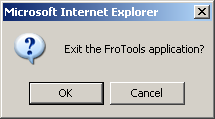 Microsoft Internet Explorer
Exit the FroTools application?
OK
Cancel